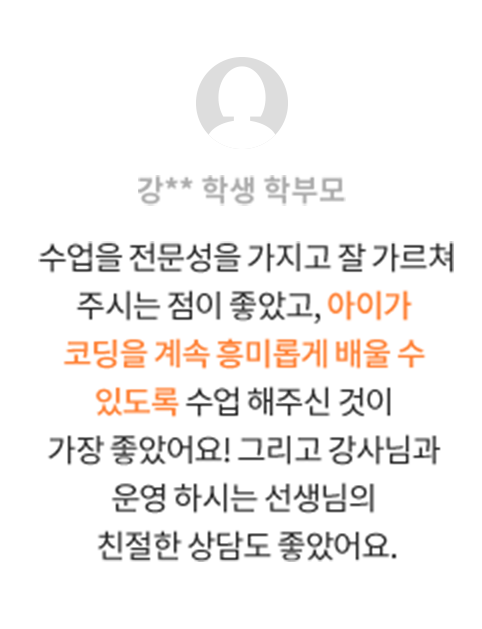 강** 학생 학부모
수업을 전문성을 가지고 잘 가르쳐
주시는 점이 좋았고, 아이가
코딩을 계속 흥미롭게 배울 수
있도록 수업 해주신 것이
가장 좋았어요! 그리고 강사님과
운영 하시는 선생님의
친절한 상담도 좋았어요.